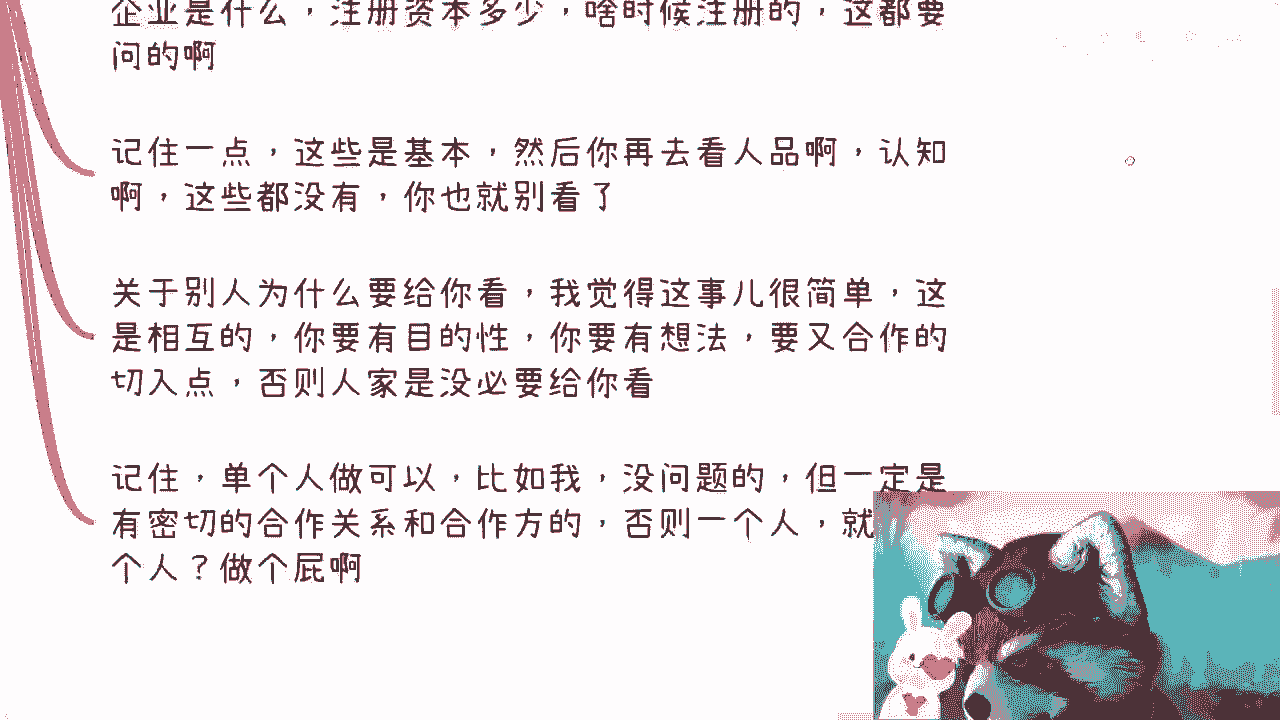 企业是什么，注册资本多少，啥时候注册的，这都要
问的啊
记住一点，这些是基本，然后你再去看人品啊，认知
啊，这些都没有，你也就别看了
关于别人为什么要给你看，我觉得这事儿很简单，这
是相互的，你要有目的性，你要有想法，要又合作的
切入点，否则人家是没必要给你看
记住，单个人做可以，比如我，没问题的，但一定是
有密切的合作关系和合作方的，否则一个人，就
个人？做个屁啊